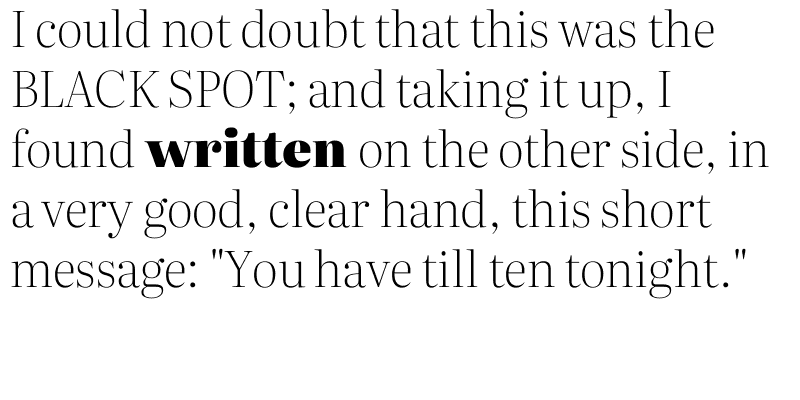 I could not doubt that this was the
BLACK SPOT; and taking it up, I
found written on the other side, in
a very good, clear hand, this short
message: "You have till ten tonight."